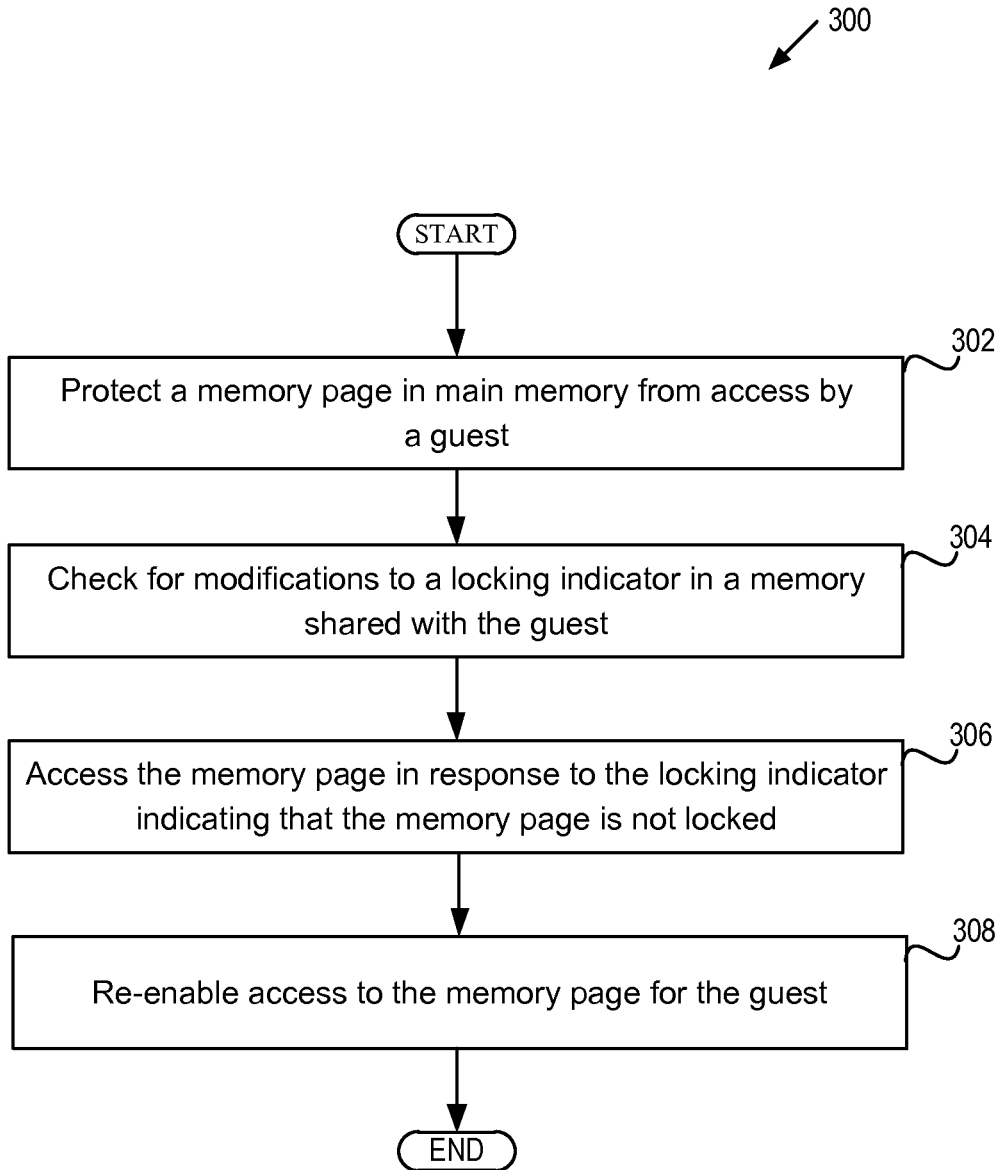 300
START
302
Protect a memory page in main memory from access by
a guest
304
Check for modifications to a locking indicator in a memory
shared with the guest
306
Access the memory page in response to the locking indicator
indicating that the memory page is not locked
308
Re-enable access to the memory page for the guest
END